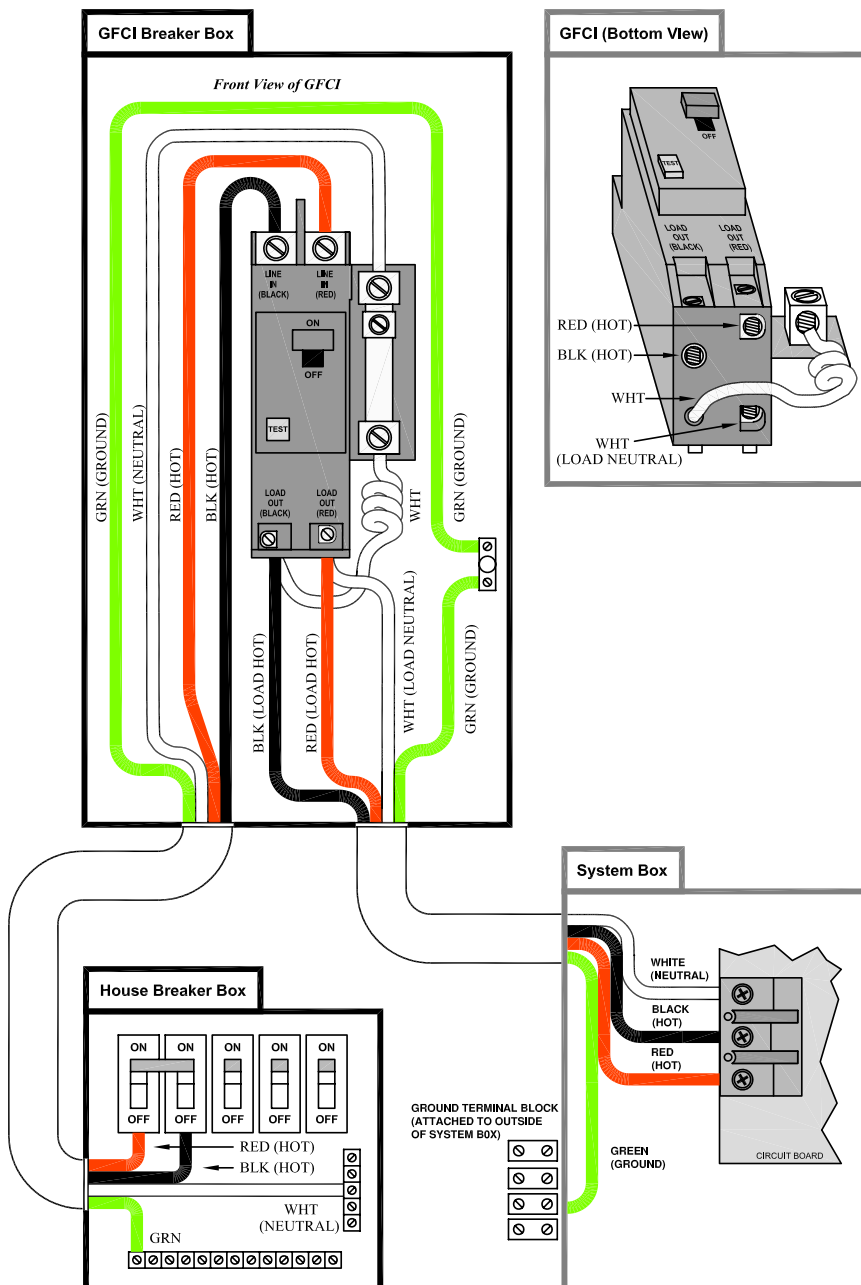 GFCI Breaker Box
Front View of GFCI
LINE
IN
(BLACK)
LINE
IN
(RED)
ON
OFF
TEST
LOAD
OUT
(BLACK)
LOAD
OUT
(RED)
GRN (GROUND)
WHT (NEUTRAL)
RED (HOT)
BLK (HOT)
WHT
GRN (GROUND)
BLK (LOAD HOT)
RED (LOAD HOT)
WHT (LOAD NEUTRAL)
GRN (GROUND)
GFCI (Bottom View)
OFF
TEST
LOAD
OUT
(BLACK)
LOAD
OUT
(RED)
RED (HOT)
BLK (HOT)
WHT
WHT
(LOAD NEUTRAL)
House Breaker Box
ON
ON
ON
ON
ON
OFF
OFF
OFF
OFF
OFF
RED (HOT)
BLK (HOT)
WHT
(NEUTRAL)
GRN
System Box
WHITE
(NEUTRAL)
BLACK
(HOT)
RED
(HOT)
GROUND TERMINAL BLOCK
(ATTACHED TO OUTSIDE
OF SYSTEM B0X)
GREEN
(GROUND)
CIRCUIT BOARD